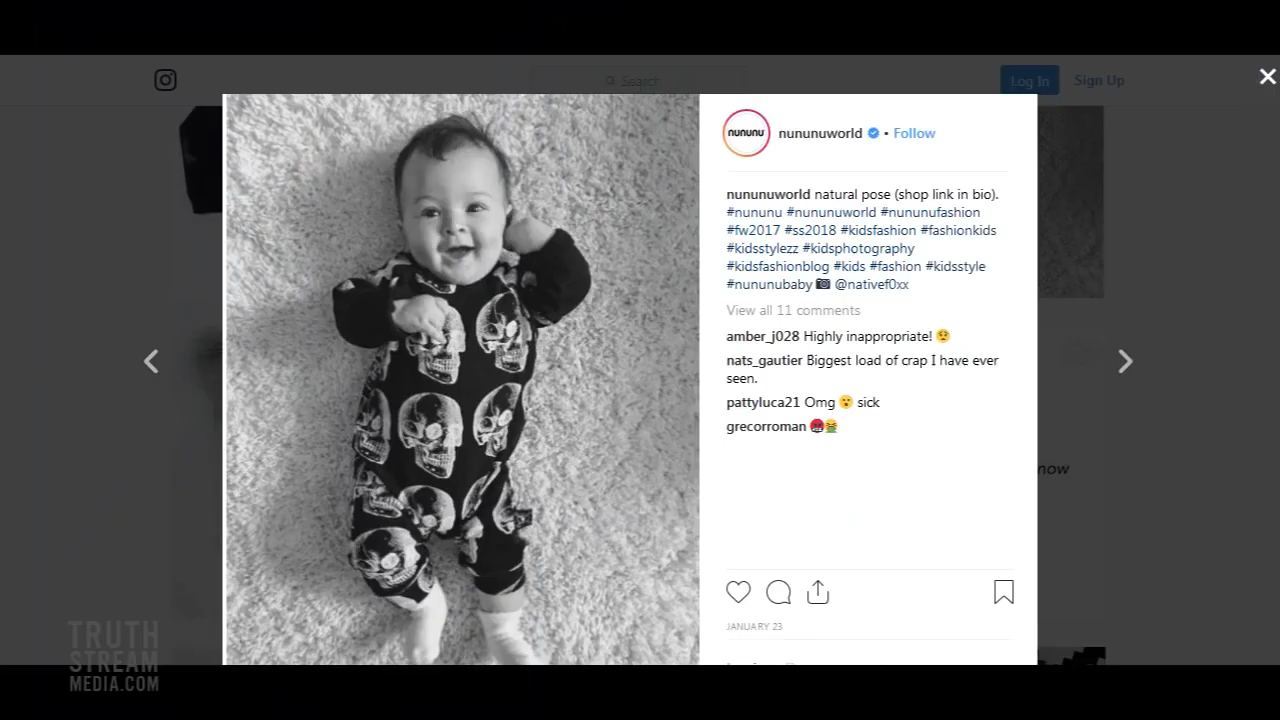 Search
Log In
Sign Up
nununu
nununuworld • Follow
nununuworld natural pose (shop link in bio).
#nununu #nununuworld #nununufashion
#fw2017 #ss2018 #kidsfashion #fashionkids
#kidsstylezz #kidsphotography
#kidsfashionblog #kids #fashion #kidsstyle
#nununubaby 📷 @nativef0xx
View all 11 comments
amber_j028 Highly inappropriate! 😟
nats_gautier Biggest load of crap I have ever
seen.
pattyluca21 Omg 😮 sick
grecorroman 🤬🤮
now
JANUARY 23
TRUTH
STREAM
MEDIA.COM